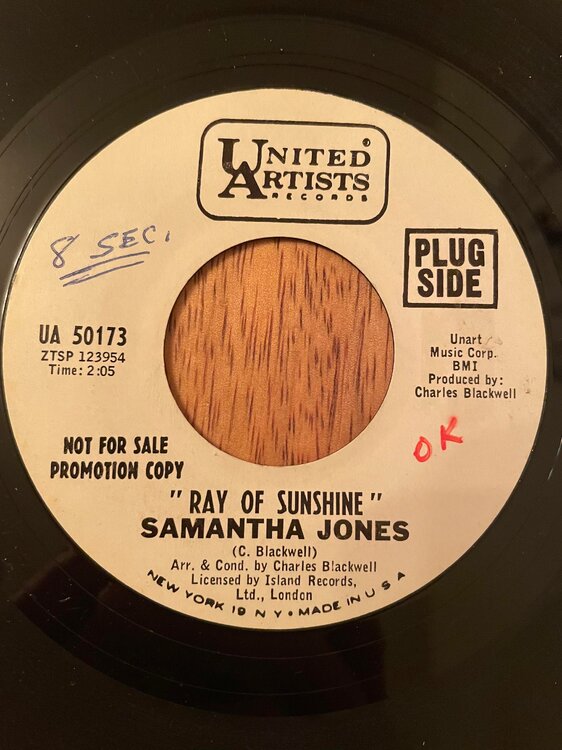 UNITED
ARTISTS
RECORDS
®
8 SEC.
PLUG
SIDE
UA 50173
ZTSP 123954
Time: 2:05
Unart
Music Corp.
BMI
Produced by:
Charles Blackwell
O.K
NOT FOR SALE
PROMOTION COPY
"RAY OF SUNSHINE"
SAMANTHA JONES
(C. Blackwell)
Arr. & Cond. by Charles Blackwell
Licensed by Island Records,
Ltd., London
NEW YORK 19 N Y • MADE IN U S A